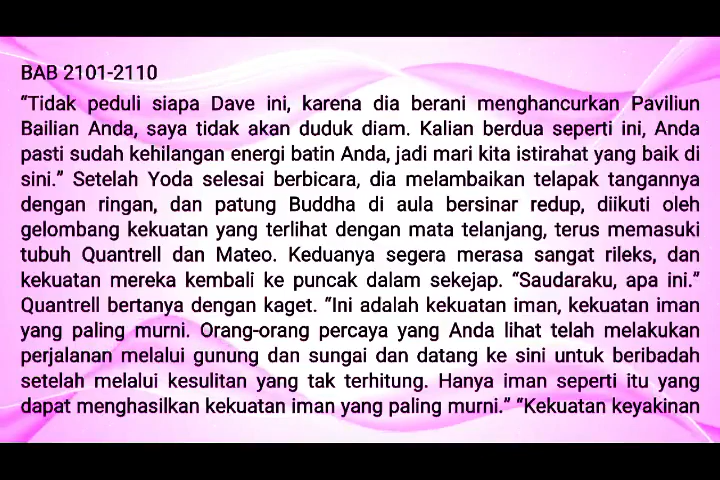 BAB 2101-2110
“Tidak peduli siapa Dave ini, karena dia berani menghancurkan Paviliun
Bailian Anda, saya tidak akan duduk diam. Kalian berdua seperti ini, Anda
pasti sudah kehilangan energi batin Anda, jadi mari kita istirahat yang baik di
sini.” Setelah Yoda selesai berbicara, dia melambaikan telapak tangannya
dengan ringan, dan patung Buddha di aula bersinar redup, diikuti oleh
gelombang kekuatan yang terlihat dengan mata telanjang, terus memasuki
tubuh Quantrell dan Mateo. Keduanya segera merasa sangat rileks, dan
kekuatan mereka kembali ke puncak dalam sekejap. “Saudaraku, apa ini.”
Quantrell bertanya dengan kaget. “Ini adalah kekuatan iman, kekuatan iman
yang paling murni. Orang-orang percaya yang Anda lihat telah melakukan
perjalanan melalui gunung dan sungai dan datang ke sini untuk beribadah
setelah melalui kesulitan yang tak terhitung. Hanya iman seperti itu yang
dapat menghasilkan kekuatan iman yang paling murni.” “Kekuatan keyakinan